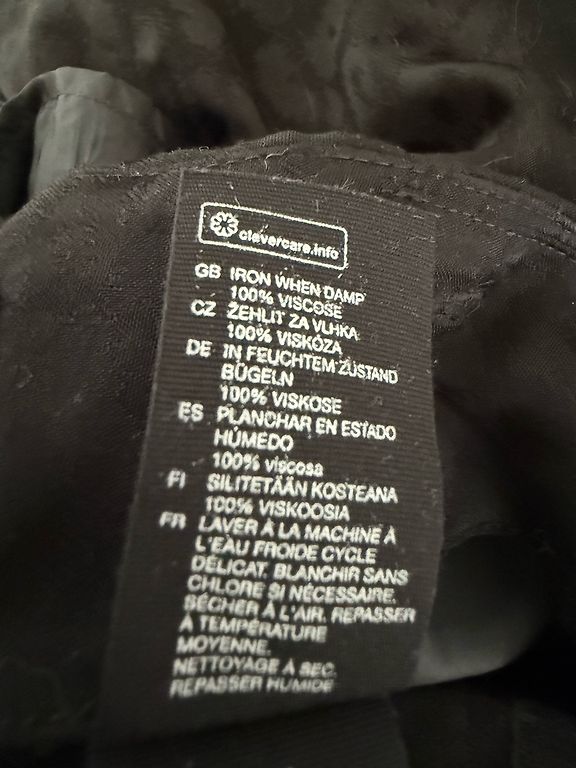 clevercare.info
GB IRON WHEN DAMP
100% VISCOSE
CZ ŽEHLIT ZA VLHKA
100% VISKÓZA
DE IN FEUCHTEM ZUSTAND
BÜGELN
100% VISKOSE
ES PLANCHAR EN ESTADO
HÚMEDO
100% viscosa
FI SILITETÄÄN KOSTEANA
100% VISKOOSIA
FR LAVER À LA MACHINE À
L'EAU FROIDE CYCLE
DÉLICAT. BLANCHIR SANS
CHLORE SI NÉCESSAIRE.
SÉCHER À L'AIR. REPASSER
À TEMPÉRATURE
MOYENNE.
NETTOYAGE À SEC.
REPASSER HUMIDE